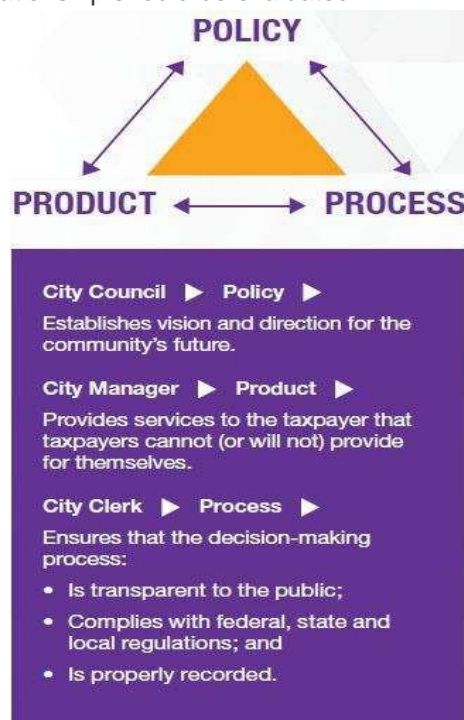 POLICY
PRODUCT PROCESS
City Council ▶ Policy ▶
Establishes vision and direction for the
community's future.
City Manager ▶ Product ▶
Provides services to the taxpayer that
taxpayers cannot (or will not) provide
for themselves.
City Clerk ▶ Process ▶
Ensures that the decision-making
process:
• Is transparent to the public;
• Complies with federal, state and
local regulations; and
• Is properly recorded.